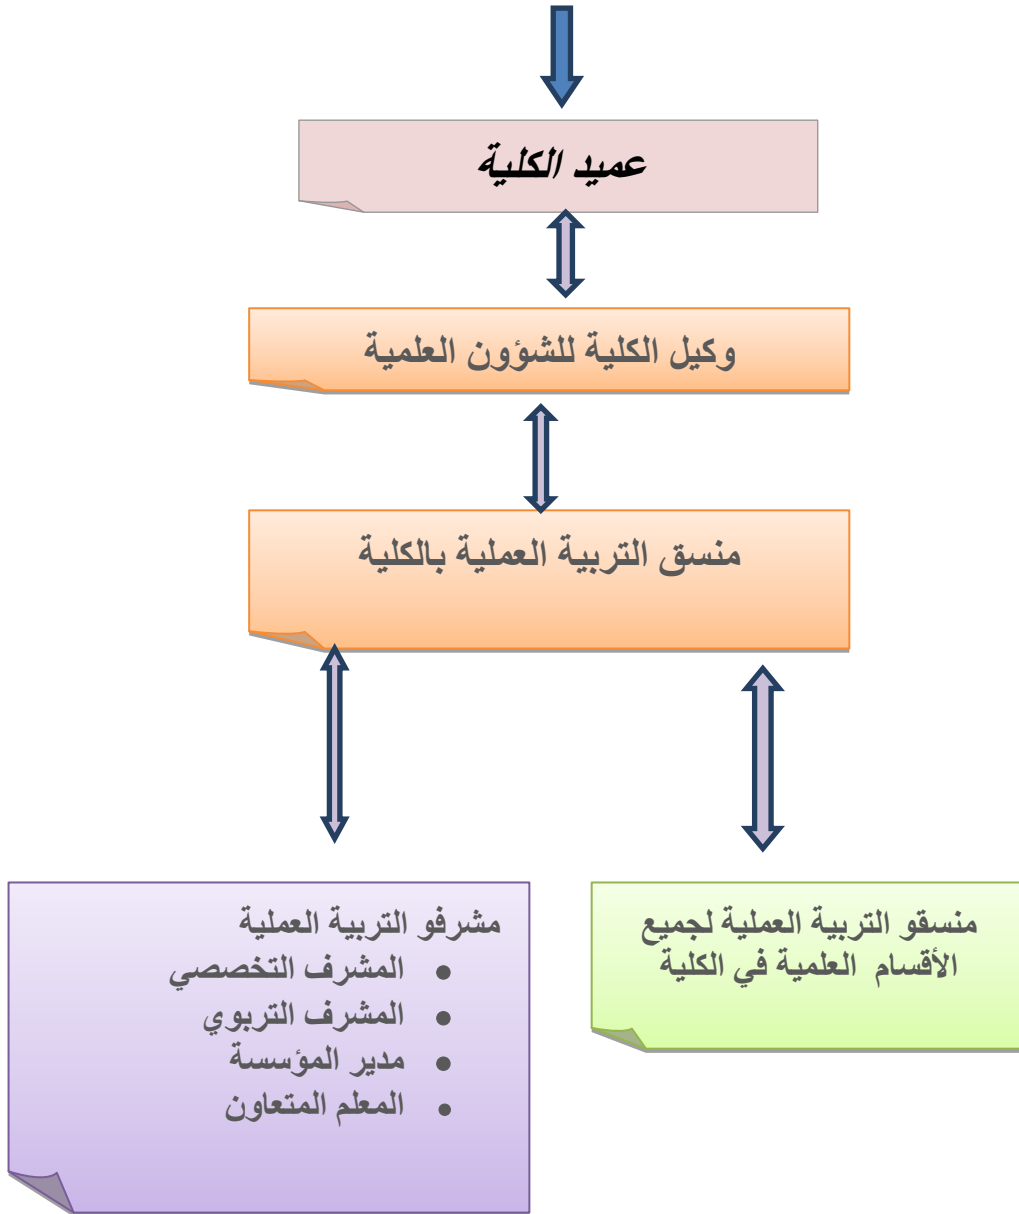 عميد الكلية
وكيل الكلية للشؤون العلمية
منسق التربية العملية بالكلية
منسقو التربية العملية لجميع
الأقسام العلمية في الكلية
مشرفو التربية العملية
• المشرف التخصصي
• المشرف التربوي
• مدير المؤسسة
• المعلم المتعاون